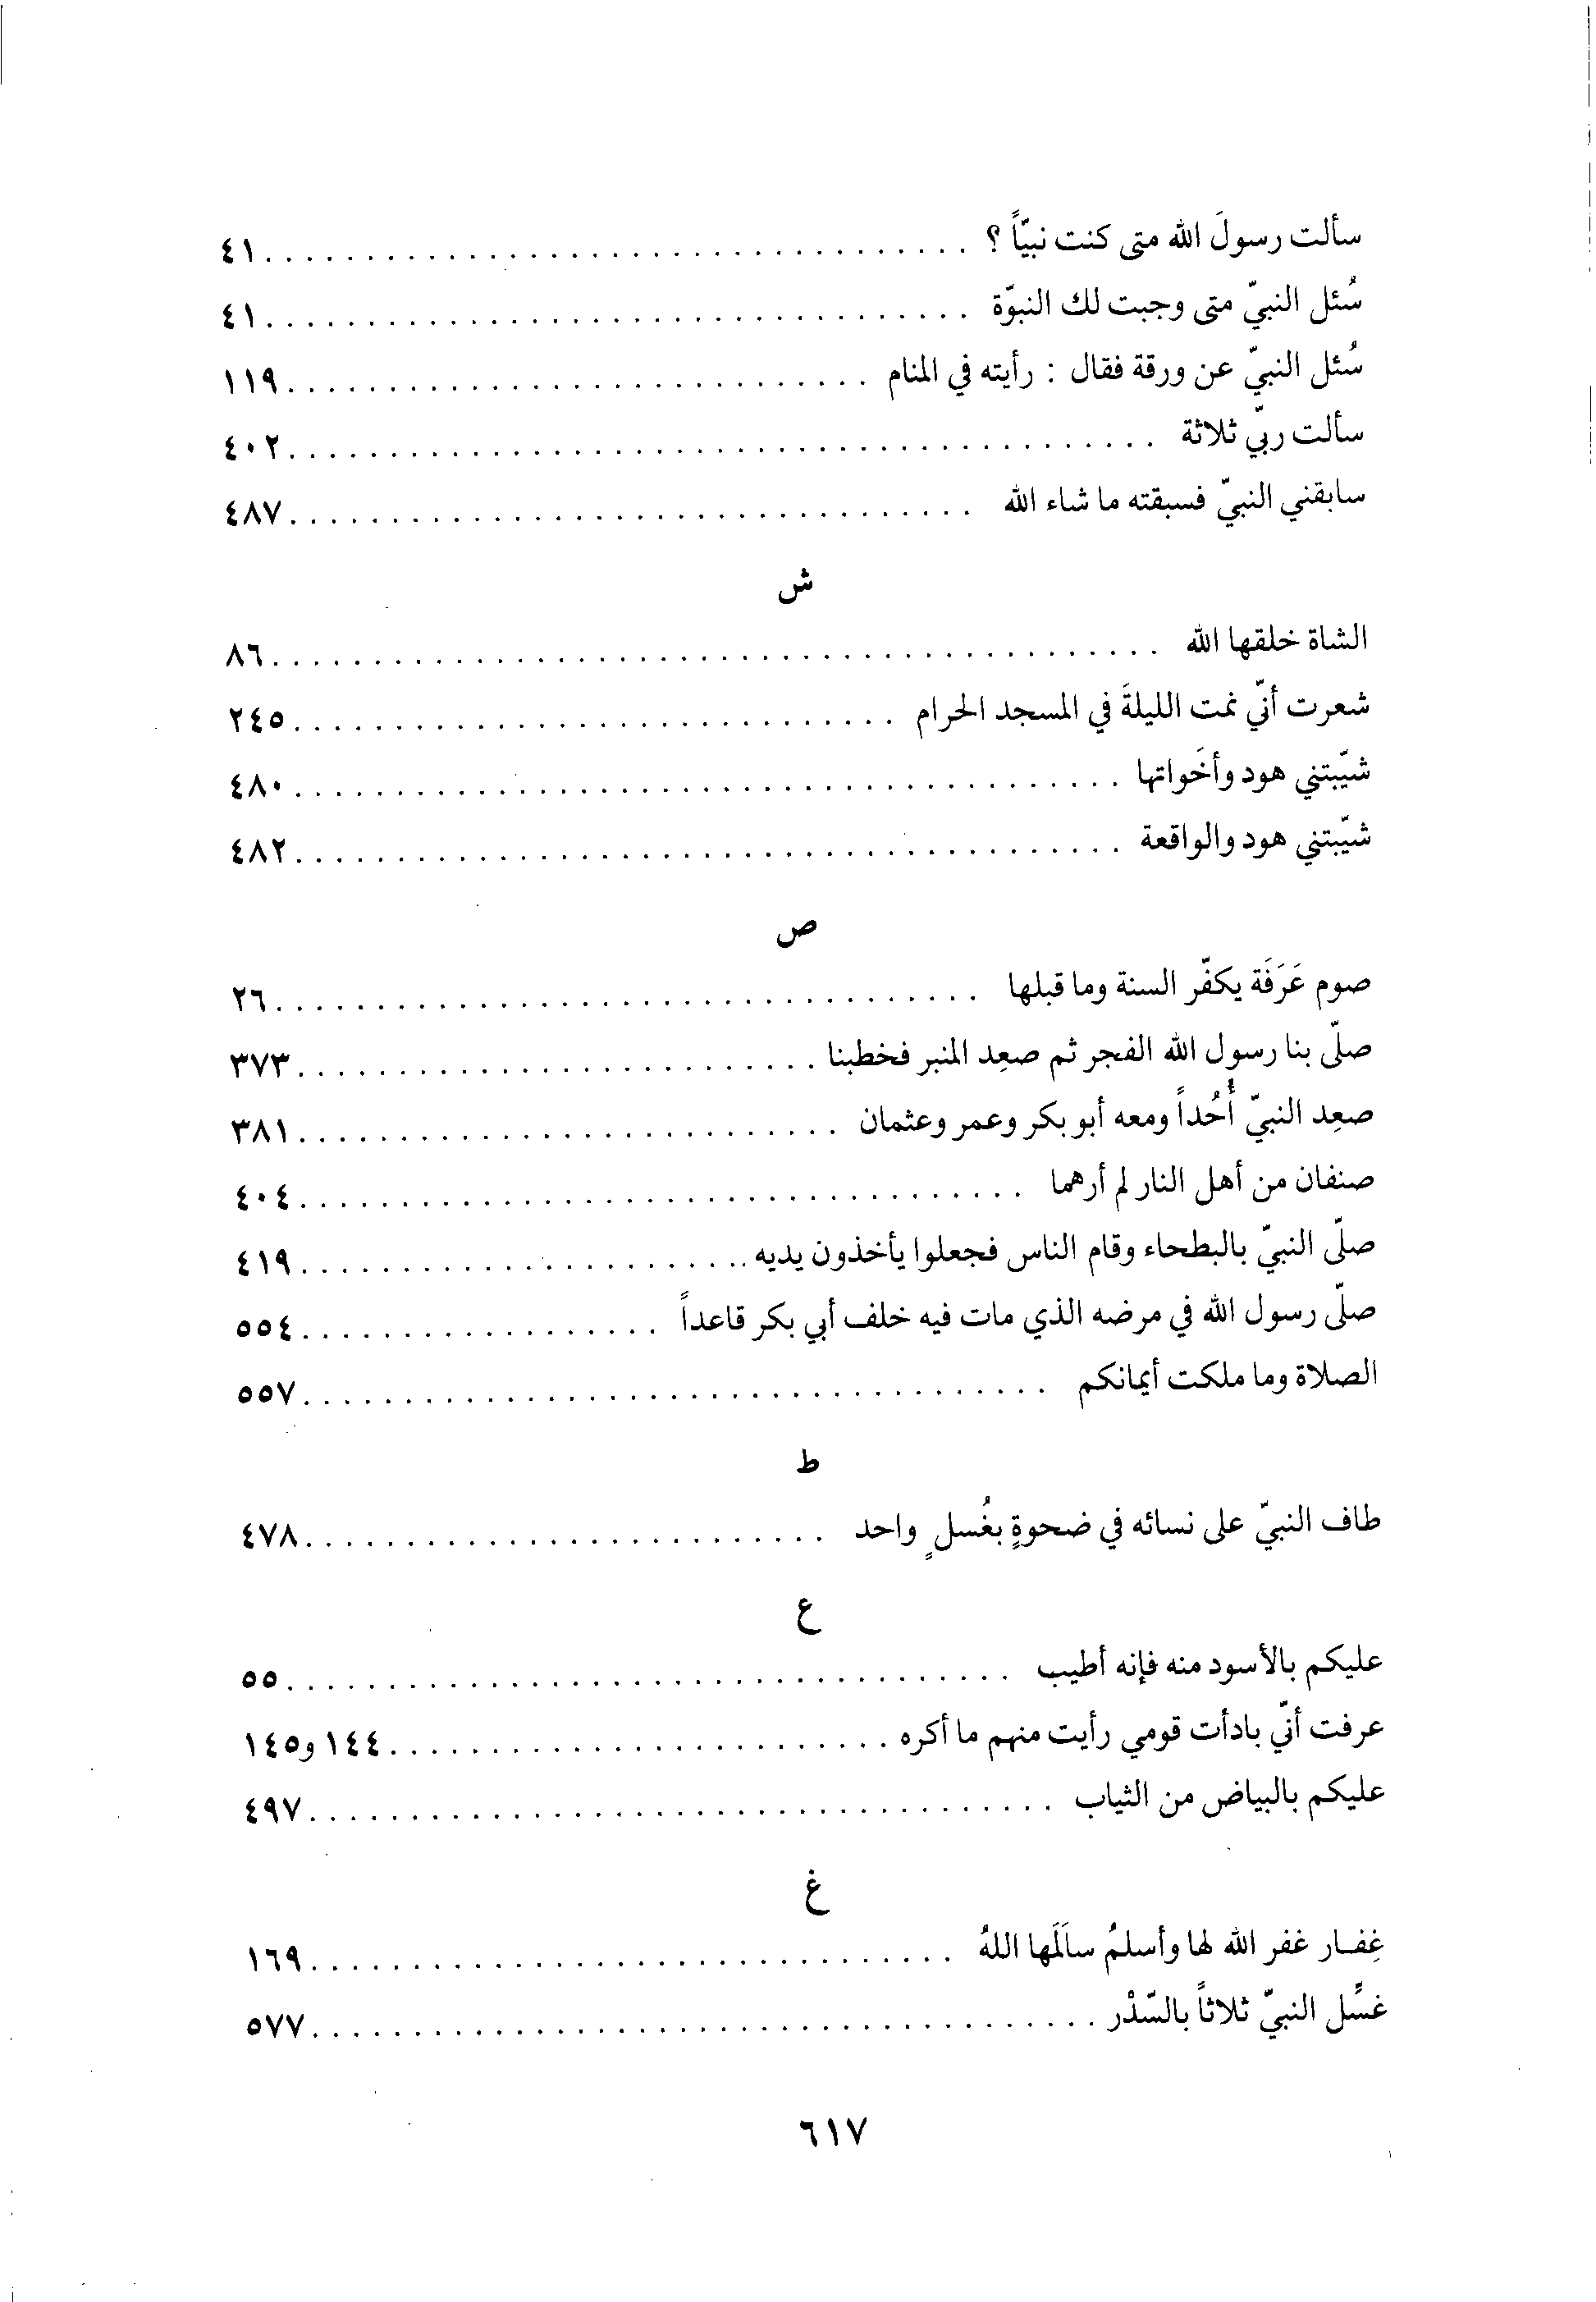 سألت رسولَ الله متى كنت نبيّاً ؟ . . . . . . . . . . ٤١
سُئل النبيّ متى وجبت لك النبوّة . . . . . . . . . . ٤١
سُئل النبيّ عن ورقة فقال : رأيته في المنام . . . . . . . . . . ١١٩
سألت ربّي ثلاثة . . . . . . . . . . ٤٠٢
سابقني النبيّ فسبقته ما شاء الله . . . . . . . . . . ٤٨٧
ش
الشاة خلقها الله . . . . . . . . . . ٨٦
شعرت أنّي نمت الليلةَ في المسجد الحرام . . . . . . . . . . ٢٤٥
شيّبتني هود وأخَواتها . . . . . . . . . . ٤٨٠
شيّبتني هود والواقعة . . . . . . . . . . ٤٨٢
ص
صوم عَرَفَة يكفّر السنة وما قبلها . . . . . . . . . . ٢٦
صلّى بنا رسول الله الفجر ثم صعِد المنبر فخطبنا . . . . . . . . . . ٣٧٣
صعِد النبيّ أُحُداً ومعه أبو بكر وعمر وعثمان . . . . . . . . . . ٣٨١
صنفان من أهل النار لم أرهما . . . . . . . . . . ٤٠٤
صلّى النبيّ بالبطحاء وقام الناس فجعلوا يأخذون يديه . . . . . . . . . . ٤١٩
صلّى رسول الله في مرضه الذي مات فيه خلف أبي بكر قاعداً . . . . . . . . . . ٥٥٤
الصلاة وما ملكت أيمانكم . . . . . . . . . . ٥٥٧
ط
طاف النبيّ على نسائه في ضحوةٍ بغُسلٍ واحد . . . . . . . . . . ٤٧٨
ع
عليكم بالأسود منه فإنه أطيب . . . . . . . . . . ٥٥
عرفت أنّي بادأت قومي رأيت منهم ما أكره . . . . . . . . . . ١٤٤ و١٤٥
عليكم بالبياض من الثياب . . . . . . . . . . ٤٩٧
غ
غِفـار غفر الله لها وأسلمُ سالَمَها اللهُ . . . . . . . . . . ١٦٩
غسِّل النبيّ ثلاثاً بالسّدْر . . . . . . . . . . ٥٧٧
٦١٧